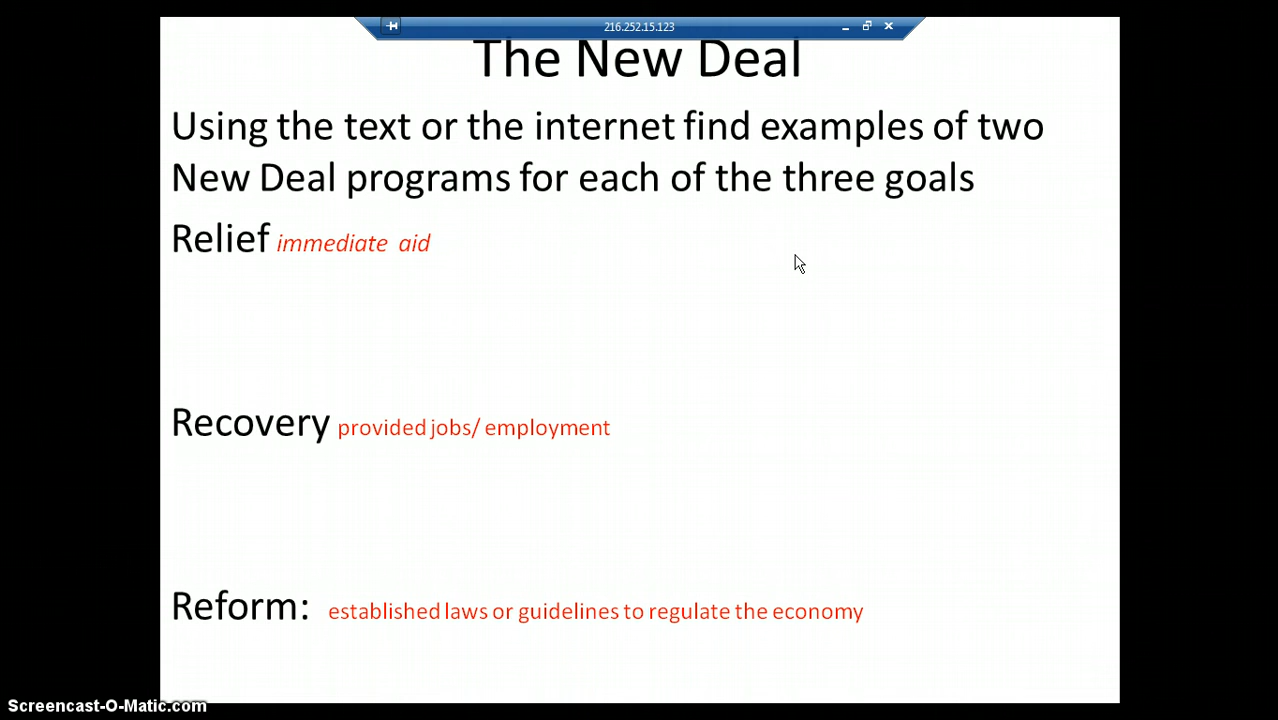 216.252.15.123
The New Deal
Using the text or the internet find examples of two
New Deal programs for each of the three goals
Relief immediate aid
Recovery provided jobs/ employment
Reform: established laws or guidelines to regulate the economy
Screencast-O-Matic.com